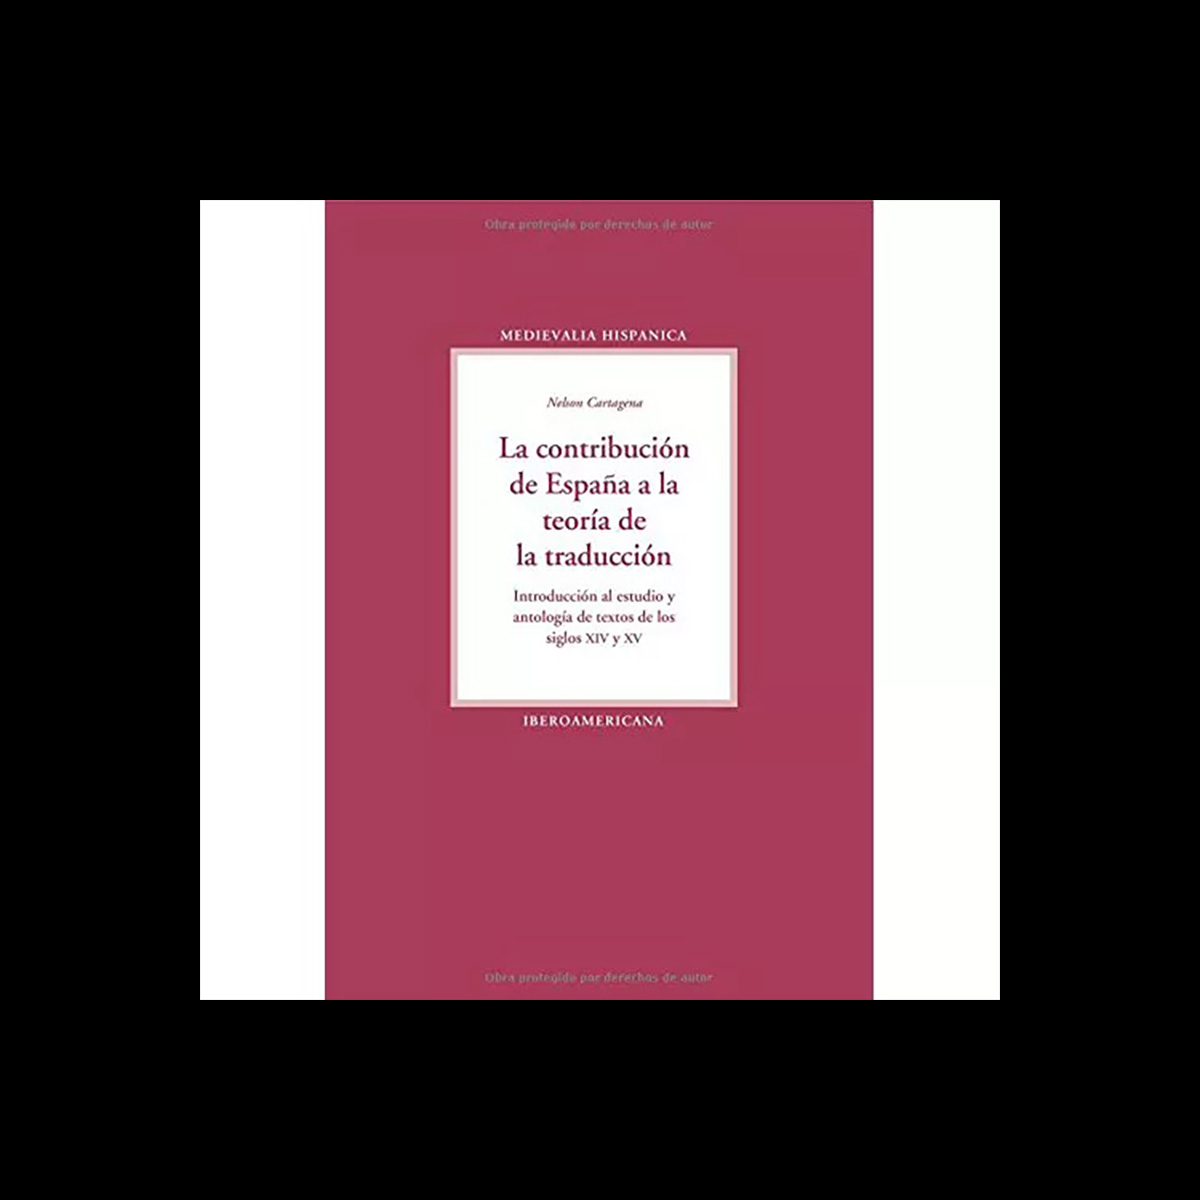 Obra protegida por derechos de autor
MEDIEVALIA HISPANICA
Nelson Cartagena
La contribución
de España a la
teoría de
la traducción
Introducción al estudio y
antología de textos de los
siglos XIV y XV
IBEROAMERICANA
Obra protegida por derechos de autor